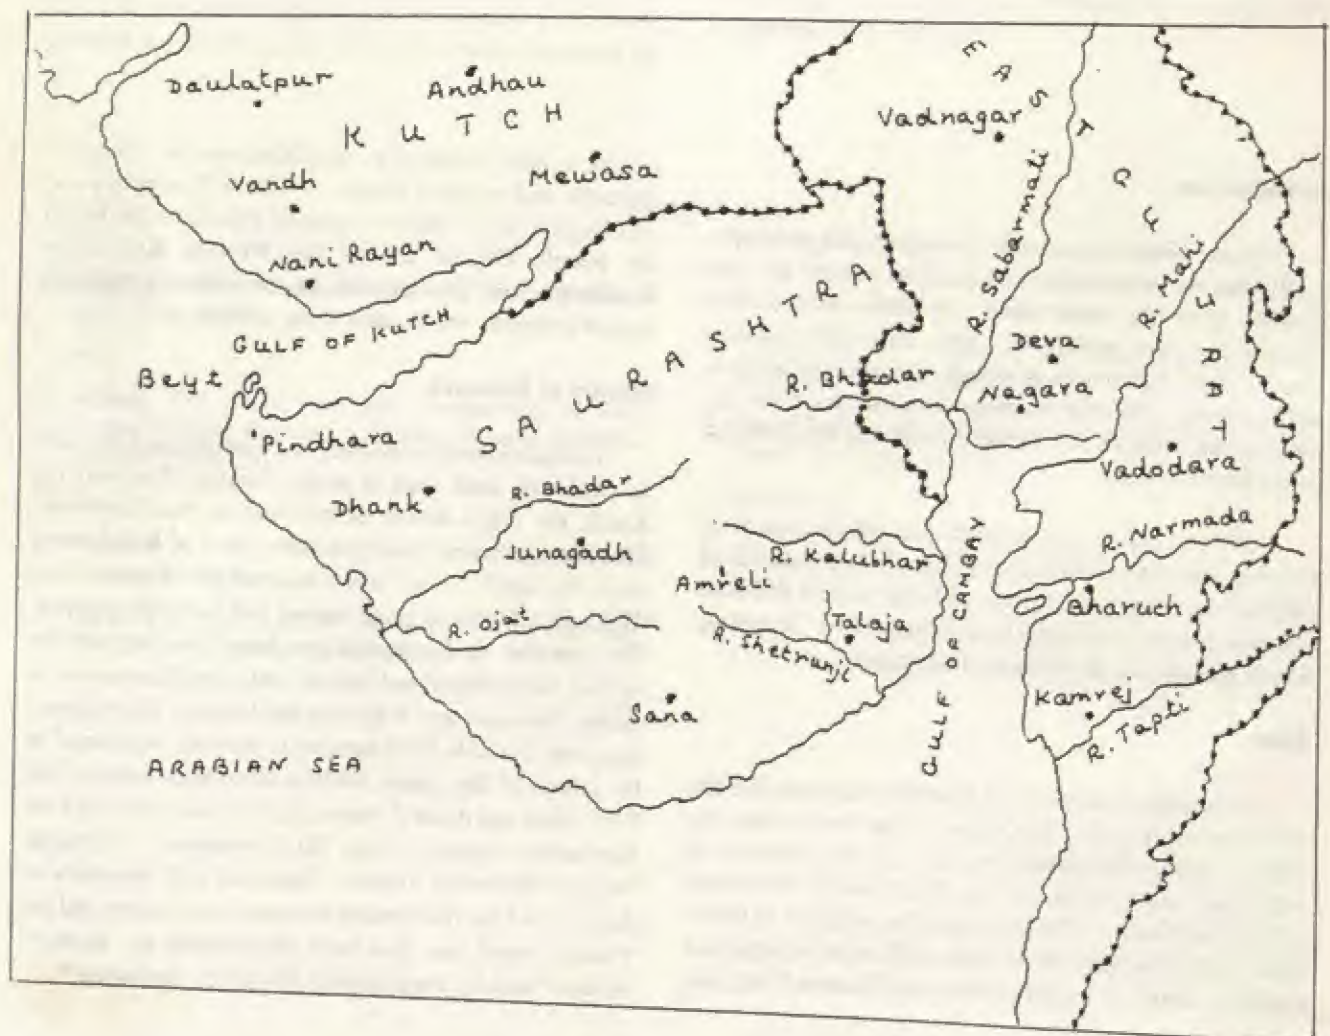 Daulatpur
Andhau
KUTCH
Vandh
Mewasa
Nani Rayan
GULF OF KUTCH
Beyt
Pindhara
SAURASHTRA
Dhank
R. Bhadar
Junagadh
R. Ojat
Sana
ARARIAN SEA
Amreli
R. Kalubhar
Talaja
R. Shetrunji
GULF OF CAMBAY
R. Bhadar
EAST GUJRAT
Vadnagar
R. Sabarmati
R. Mahi
Deva
Nagara
Vadodara
R. Narmada
Bharuch
Kamrej
R. Tapti